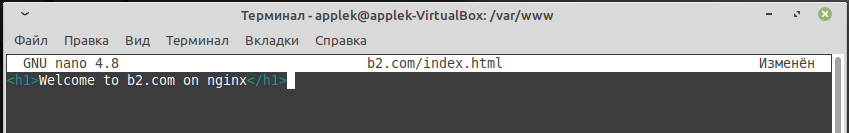 Терминал - applek@applek-VirtualBox: /var/www
Файл Правка Вид Терминал Вкладки Справка
GNU nano 4.8 b2.com/index.html Изменён
<h1>Welcome to b2.com on nginx</h1>